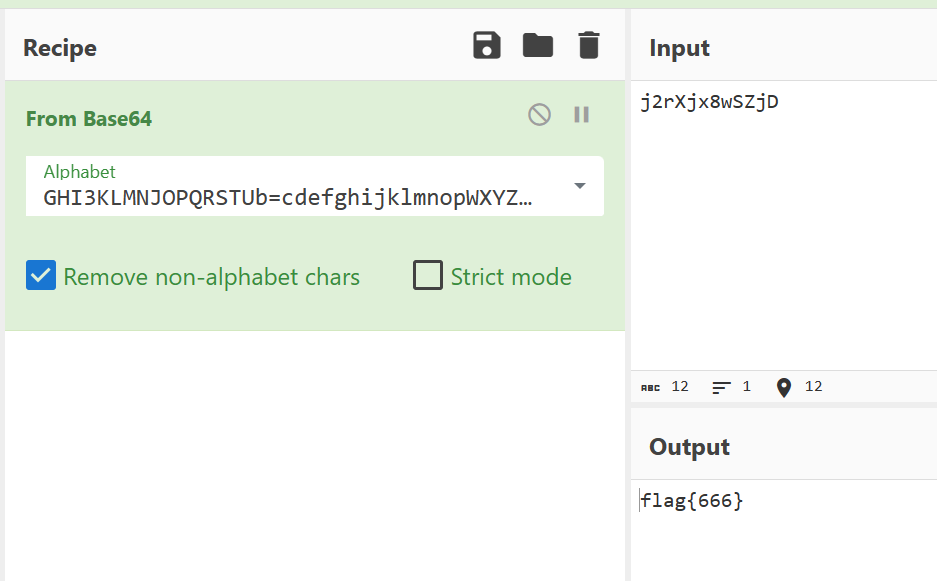 Recipe
From Base64
Alphabet
GHI3KLMNJOPQRSTUb=cdefghijklmnopWXYZ…
Remove non-alphabet chars
Strict mode
Input
j2rXjx8wSZjD
ABC 12 1 12
Output
flag{666}